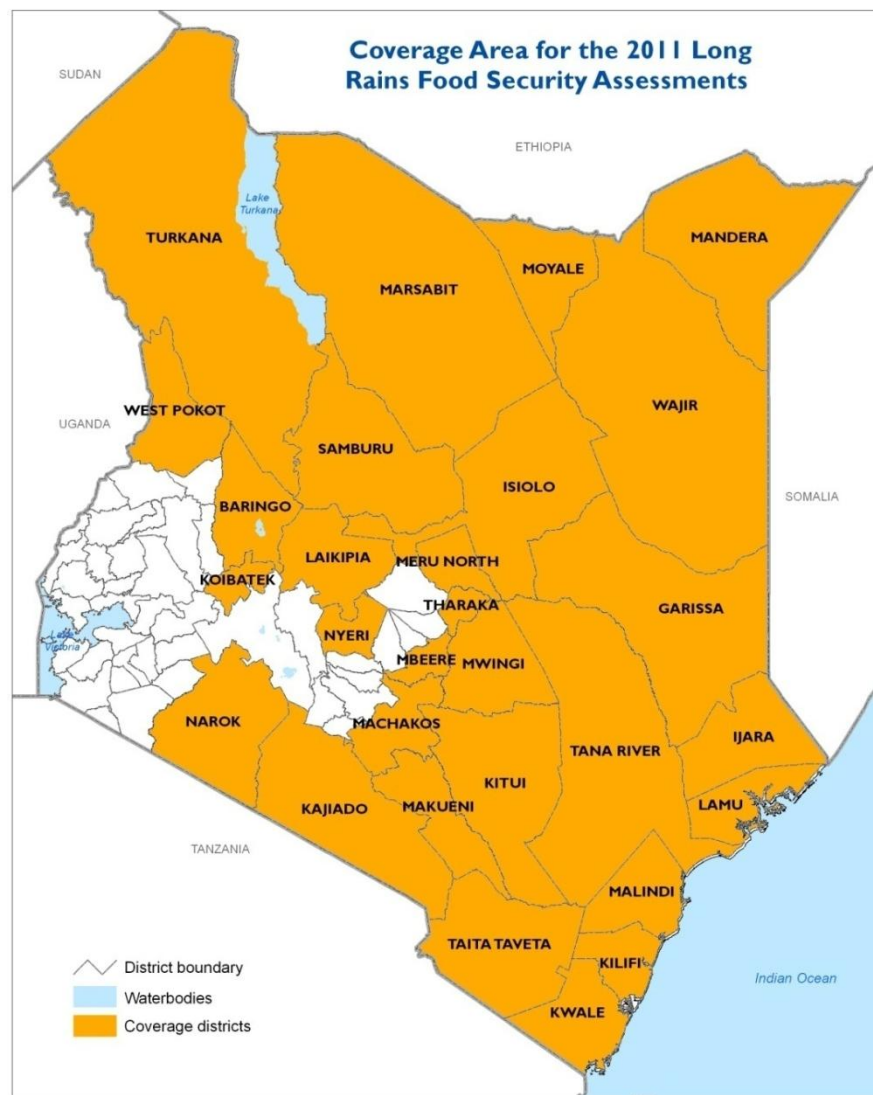 Coverage Area for the 2011 Long
Rains Food Security Assessments
SUDAN
ETHIOPIA
Lake
Turkana
TURKANA
MANDERA
MOYALE
MARSABIT
WEST POKOT
WAJIR
UGANDA
SAMBURU
ISIOLO
SOMALIA
BARINGO
LAIKIPIA
MERU NORTH
KOIBATEK
THARAKA
GARISSA
NYERI
Lake
Victoria
MBEERE
MWINGI
NAROK
MACHAKOS
IJARA
TANA RIVER
KITUI
KAJIADO
MAKUENI
LAMU
TANZANIA
MALINDI
TAITA TAVETA
KILIFI
District boundary
Indian Ocean
Waterbodies
KWALE
Coverage districts